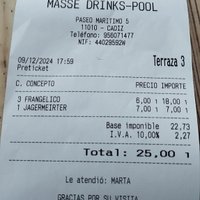 MASSE DRINKS-POOL
PASEO MARITIMO 5
11010 - CADIZ
Teléfono: 956071477
NIF: 44029592W
09/12/2024 17:59
Terraza 3
Preticket
C. CONCEPTO PRECIO IMPORTE
3 FRANGELICO 6,00 18,00
1 JAGERMEIRTER 7,00 7,00
Base imponible 22,73
I.V.A. 10,00% 2,27
Total: 25,00
Le atendió: MARTA
GRACIAS POR SU VISITA